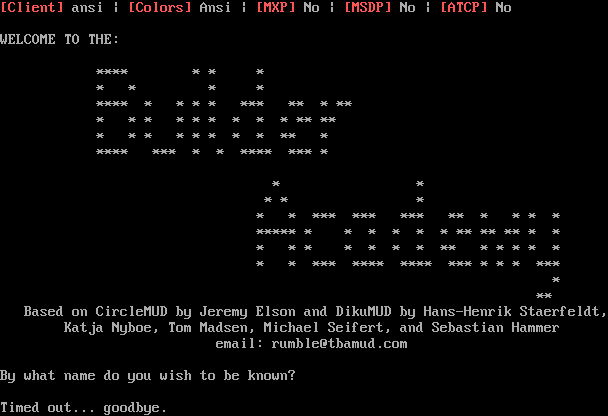 [Client] ansi | [Colors] Ansi | [MXP] No | [MSDP] No | [ATCP] No
WELCOME TO THE:
Builder
Academy
Based on CircleMUD by Jeremy Elson and DikuMUD by Hans-Henrik Staerfeldt,
Katja Nyboe, Tom Madsen, Michael Seifert, and Sebastian Hammer
email: rumble@tbamud.com
By what name do you wish to be known?
Timed out... goodbye.